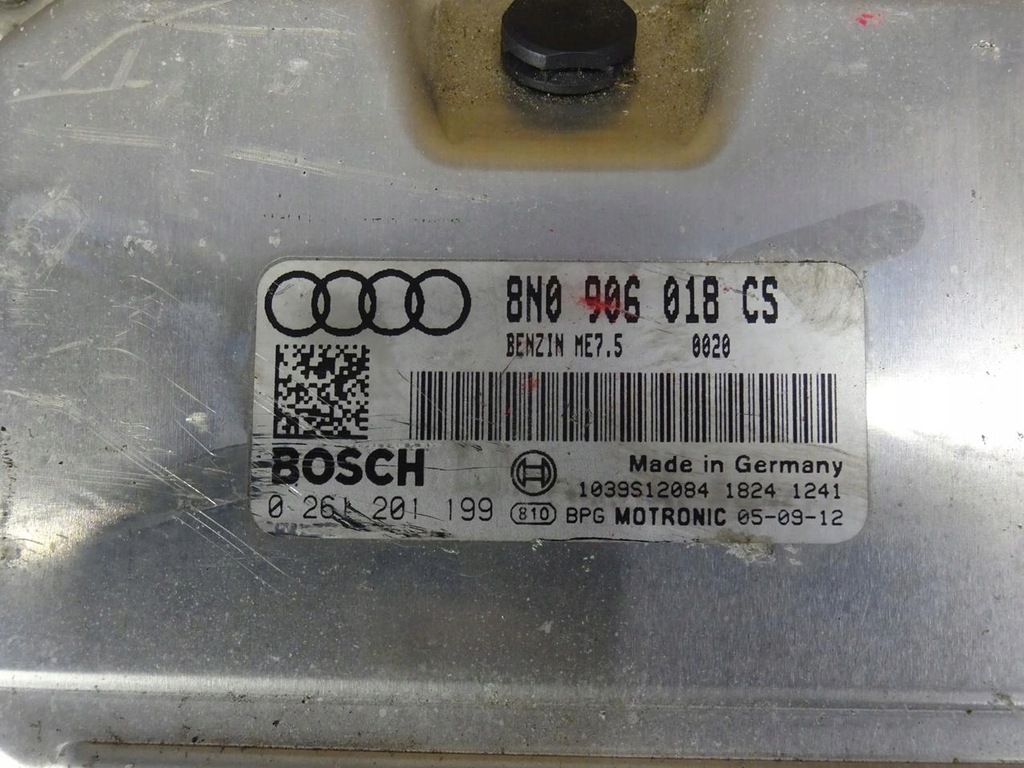 8N0 906 018 CS
BENZIN ME7.5 0020
BOSCH
Made in Germany
1039S12084 1824 1241
0 261 201 199 810 BPG MOTRONIC 05-09-12